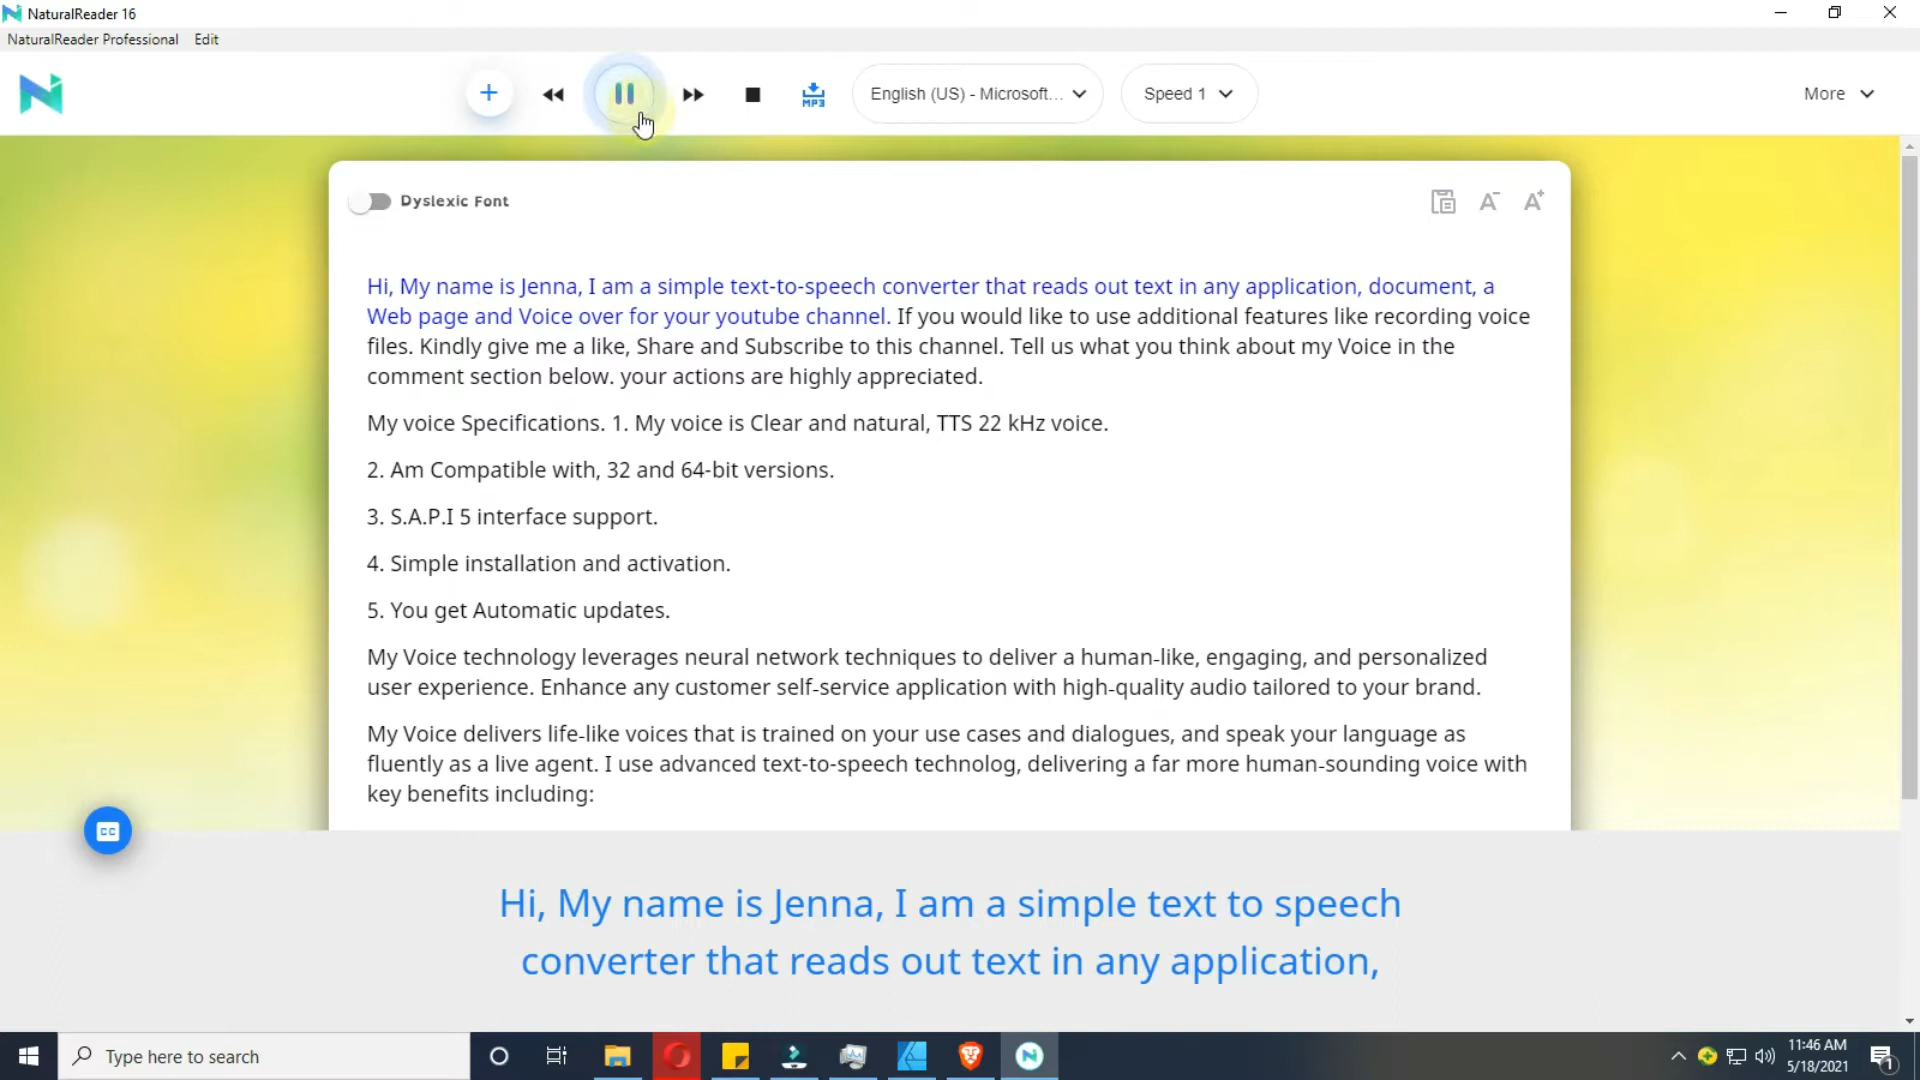 NaturalReader 16
NaturalReader Professional Edit
MP3
English (US) - Microsoft...
Speed 1
More
Dyslexic Font
A-
A+
Hi, My name is Jenna, I am a simple text-to-speech converter that reads out text in any application, document, a
Web page and Voice over for your youtube channel. If you would like to use additional features like recording voice
files. Kindly give me a like, Share and Subscribe to this channel. Tell us what you think about my Voice in the
comment section below. your actions are highly appreciated.
My voice Specifications. 1. My voice is Clear and natural, TTS 22 kHz voice.
2. Am Compatible with, 32 and 64-bit versions.
3. S.A.P.I 5 interface support.
4. Simple installation and activation.
5. You get Automatic updates.
My Voice technology leverages neural network techniques to deliver a human-like, engaging, and personalized
user experience. Enhance any customer self-service application with high-quality audio tailored to your brand.
My Voice delivers life-like voices that is trained on your use cases and dialogues, and speak your language as
fluently as a live agent. I use advanced text-to-speech technolog, delivering a far more human-sounding voice with
key benefits including:
CC
Hi, My name is Jenna, I am a simple text to speech
converter that reads out text in any application,
Type here to search
11:46 AM
5/18/2021
1